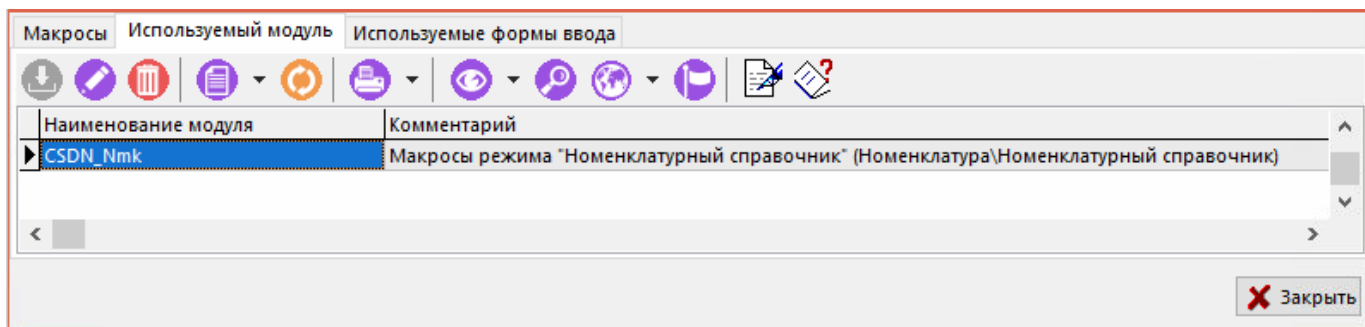 Макросы Используемый модуль Используемые формы ввода
Наименование модуля Комментарий
CSDN_Nmk Макросы режима "Номенклатурный справочник" (Номенклатура\Номенклатурный справочник)
Закрыть